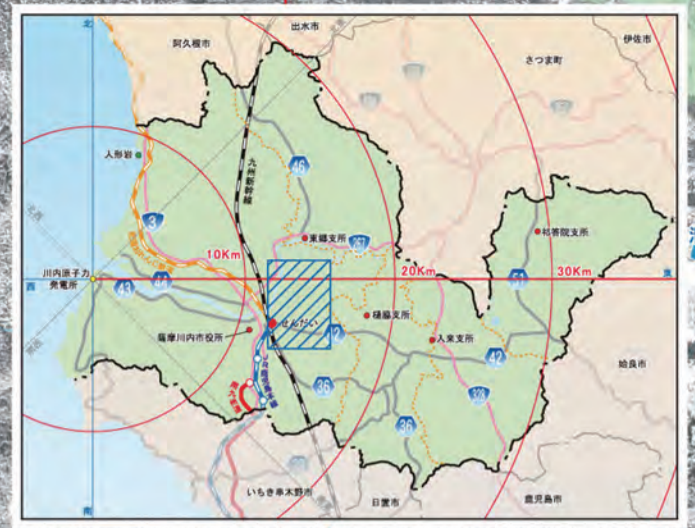 北
出水市
阿久根市
伊佐市
さつま町
人形岩
46
九州新幹線
3
祁答院支所
東郷支所
267
10Km
20Km
30Km
川内原子力
発電所
西
東
44
43
51
せんだい
樋脇支所
薩摩川内市役所
42
入来支所
42
姶良市
36
328
36
いちき串木野市
日置市
鹿児島市
南